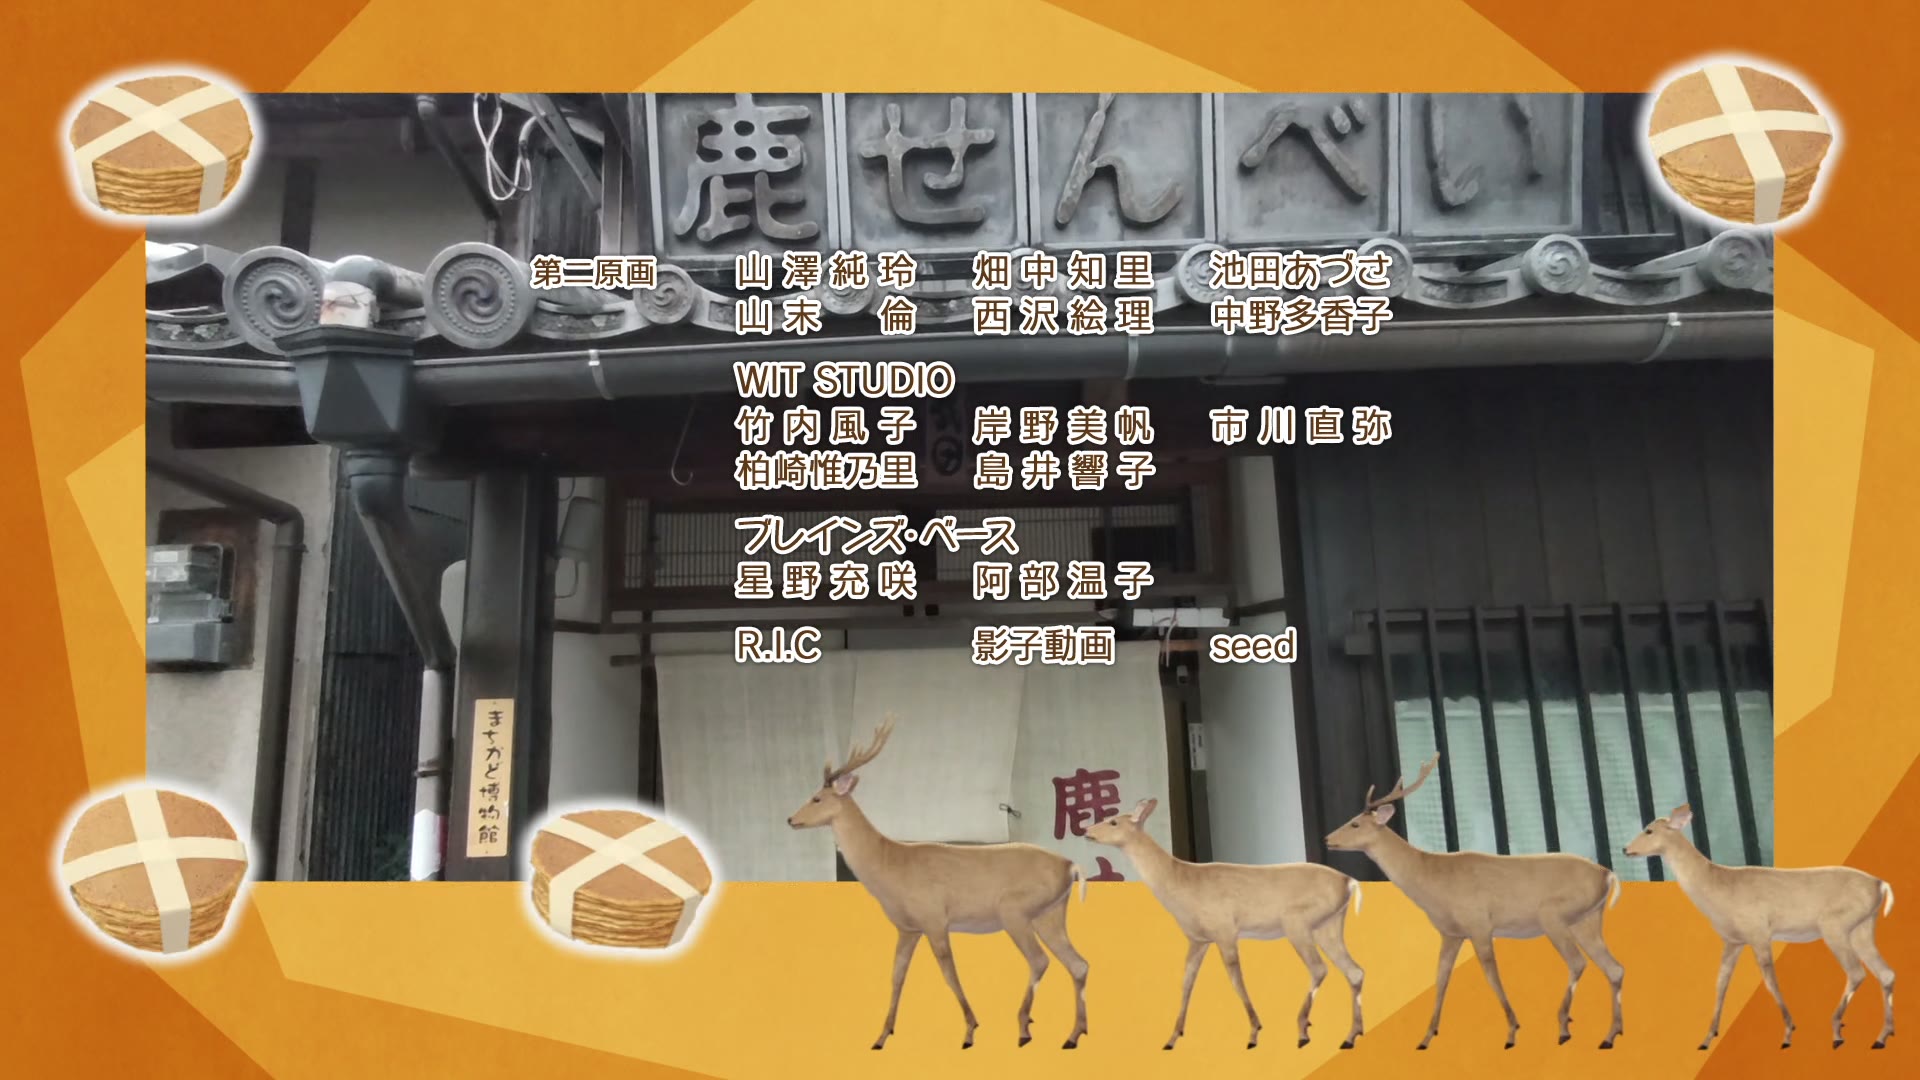 鹿せんべい
第二原画 山澤純玲 畑中知里 池田あづさ
山末 倫 西沢絵理 中野多香子
WIT STUDIO
竹内風子 岸野美帆 市川直弥
柏崎惟乃里 島井響子
ブレインズ・ベース
星野充咲 阿部温子
R.I.C 影子動画 seed
まちかど博物館
鹿